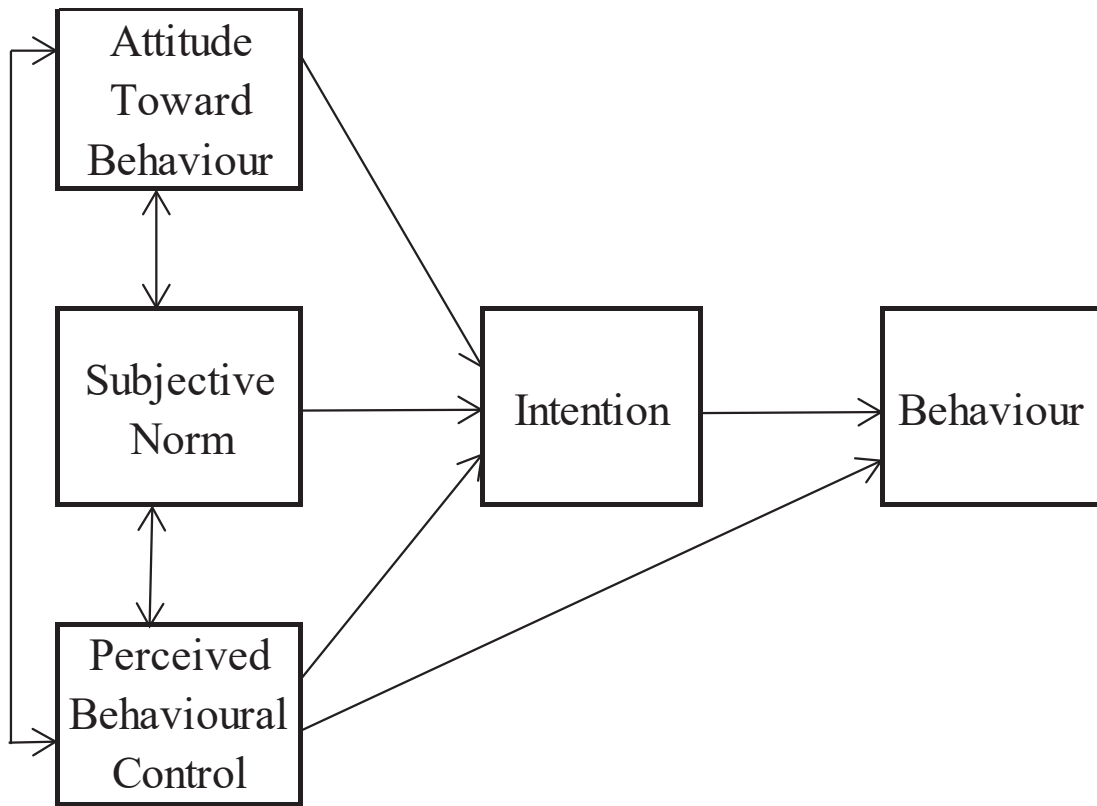 Attitude
Toward
Behaviour
Subjective
Norm
Intention
Behaviour
Perceived
Behavioural
Control